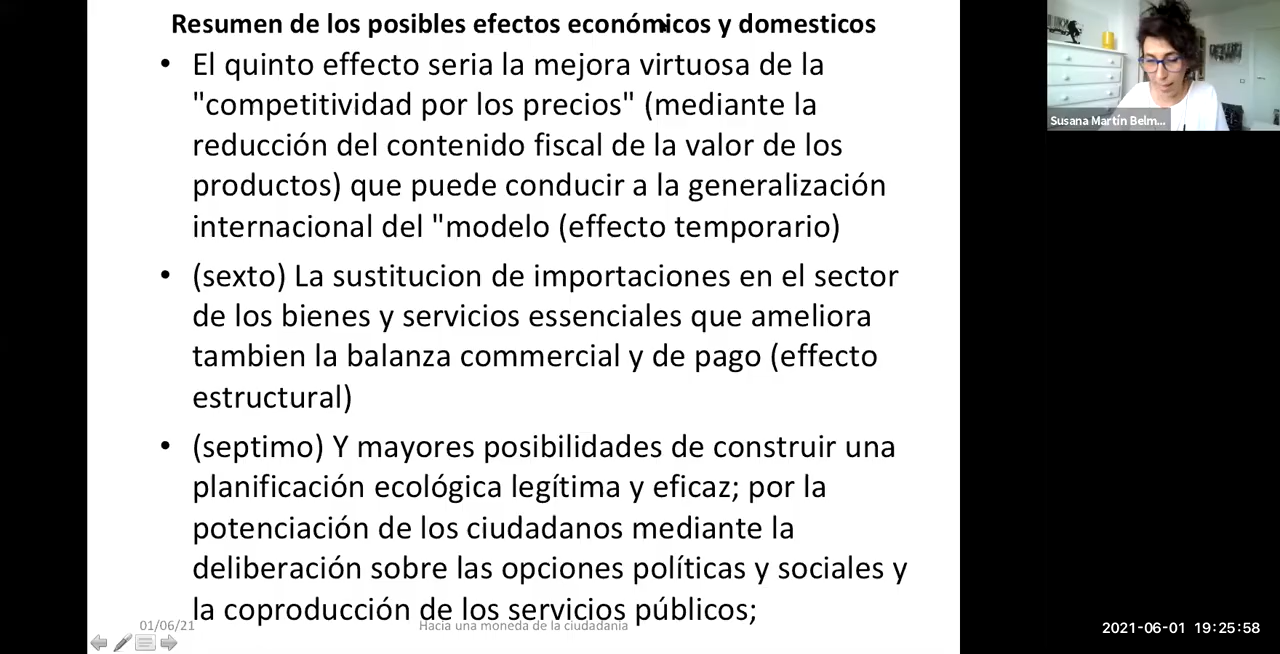 Resumen de los posibles efectos económicos y domesticos
• El quinto effecto seria la mejora virtuosa de la
"competitividad por los precios" (mediante la
reducción del contenido fiscal de la valor de los
productos) que puede conducir a la generalización
internacional del "modelo (effecto temporario)
• (sexto) La sustitucion de importaciones en el sector
de los bienes y servicios essenciales que ameliora
tambien la balanza commercial y de pago (effecto
estructural)
• (septimo) Y mayores posibilidades de construir una
planificación ecológica legítima y eficaz; por la
potenciación de los ciudadanos mediante la
deliberación sobre las opciones políticas y sociales y
la coproducción de los servicios públicos;
01/06/21
Hacia una moneda de la ciudadania
Susana Martín Belm...
2021-06-01 19:25:58